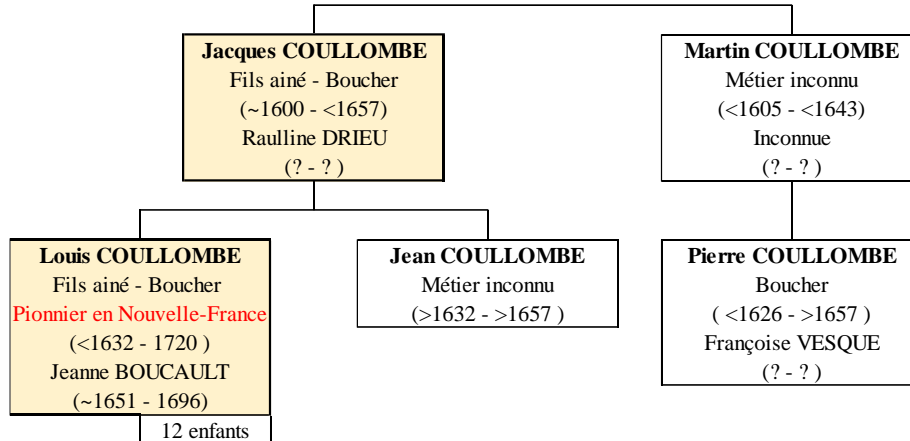 Jacques COULLOMBE
Fils ainé - Boucher
(~1600 - <1657)
Raulline DRIEU
(? - ? )
Martin COULLOMBE
Métier inconnu
(<1605 - <1643)
Inconnue
(? - ? )
Louis COULLOMBE
Fils ainé - Boucher
Pionnier en Nouvelle-France
(<1632 - 1720 )
Jeanne BOUCAULT
(~1651 - 1696)
12 enfants
Jean COULLOMBE
Métier inconnu
(>1632 - >1657 )
Pierre COULLOMBE
Boucher
( <1626 - >1657 )
Françoise VESQUE
(? - ? )